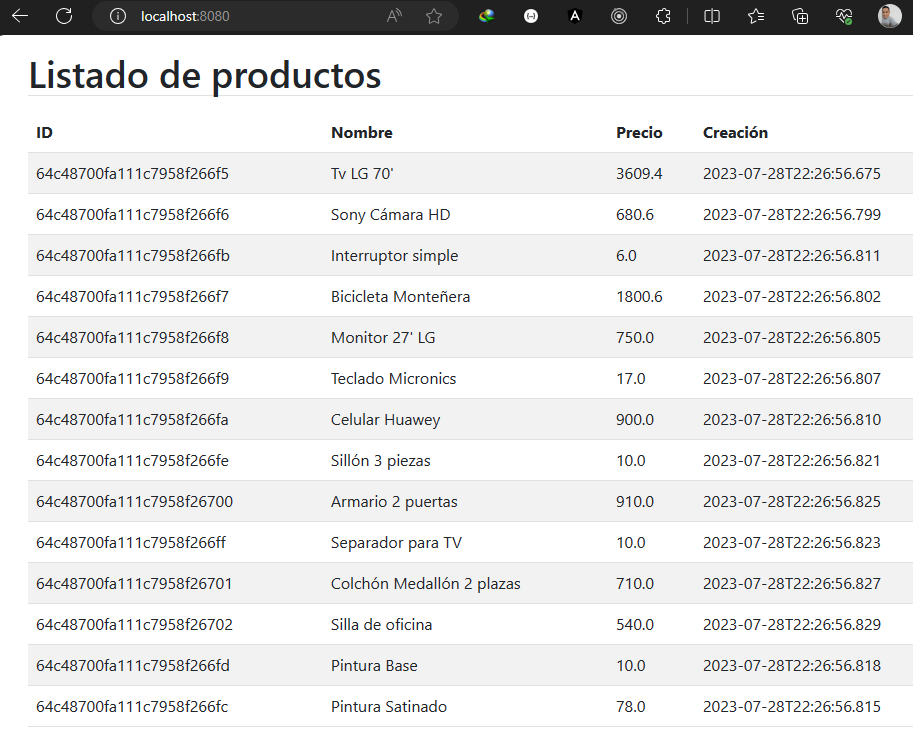 localhost:8080
Listado de productos
ID Nombre Precio Creación
64c48700fa111c7958f266f5 Tv LG 70' 3609.4 2023-07-28T22:26:56.675
64c48700fa111c7958f266f6 Sony Cámara HD 680.6 2023-07-28T22:26:56.799
64c48700fa111c7958f266fb Interruptor simple 6.0 2023-07-28T22:26:56.811
64c48700fa111c7958f266f7 Bicicleta Monteñera 1800.6 2023-07-28T22:26:56.802
64c48700fa111c7958f266f8 Monitor 27' LG 750.0 2023-07-28T22:26:56.805
64c48700fa111c7958f266f9 Teclado Micronics 17.0 2023-07-28T22:26:56.807
64c48700fa111c7958f266fa Celular Huawey 900.0 2023-07-28T22:26:56.810
64c48700fa111c7958f266fe Sillón 3 piezas 10.0 2023-07-28T22:26:56.821
64c48700fa111c7958f26700 Armario 2 puertas 910.0 2023-07-28T22:26:56.825
64c48700fa111c7958f266ff Separador para TV 10.0 2023-07-28T22:26:56.823
64c48700fa111c7958f26701 Colchón Medallón 2 plazas 710.0 2023-07-28T22:26:56.827
64c48700fa111c7958f26702 Silla de oficina 540.0 2023-07-28T22:26:56.829
64c48700fa111c7958f266fd Pintura Base 10.0 2023-07-28T22:26:56.818
64c48700fa111c7958f266fc Pintura Satinado 78.0 2023-07-28T22:26:56.815